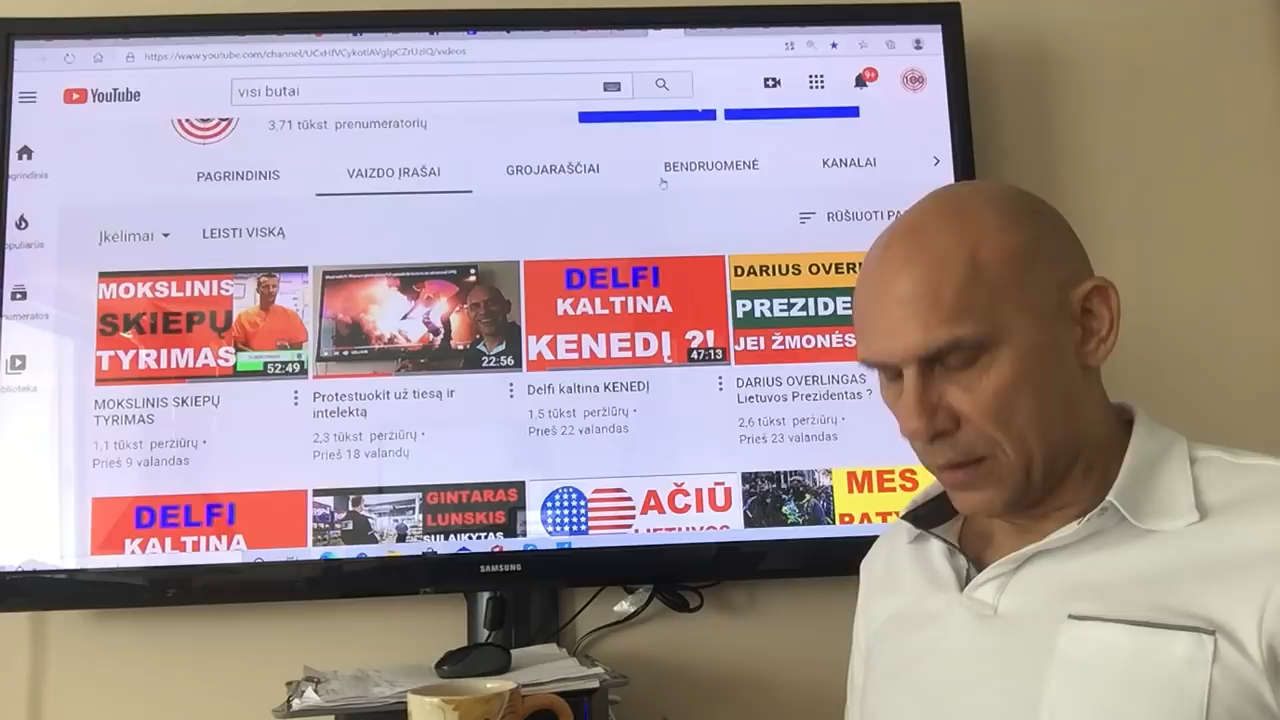 https://www.youtube.com/channel/UCxHfVCykotIAVgIpCZrUzIQ/videos
YouTube
visi butai
9+
3,71 tūkst. prenumeratorių
PAGRINDINIS
VAIZDO ĮRAŠAI
GROJARAŠČIAI
BENDRUOMENĖ
KANALAI
Įkėlimai
LEISTI VISKĄ
RŪŠIUOTI
MOKSLINIS
SKIEPŲ
TYRIMAS
52:49
22:56
DELFI
KALTINA
KENEDĮ ?!
47:13
DARIUS OVERL
PREZIDE
JEI ŽMONĖS
MOKSLINIS SKIEPŲ
TYRIMAS
1,1 tūkst. peržiūrų •
Prieš 9 valandas
Protestuokit už tiesą ir
intelektą
2,3 tūkst. peržiūrų •
Prieš 18 valandų
Delfi kaltina KENEDĮ
1,5 tūkst. peržiūrų •
Prieš 22 valandas
DARIUS OVERLINGAS
Lietuvos Prezidentas ?
2,6 tūkst. peržiūrų •
Prieš 23 valandas
DELFI
KALTINA
GINTARAS
LUNSKIS
SULAIKYTAS
AČIŪ
LIETUVOS
MES
SAMSUNG